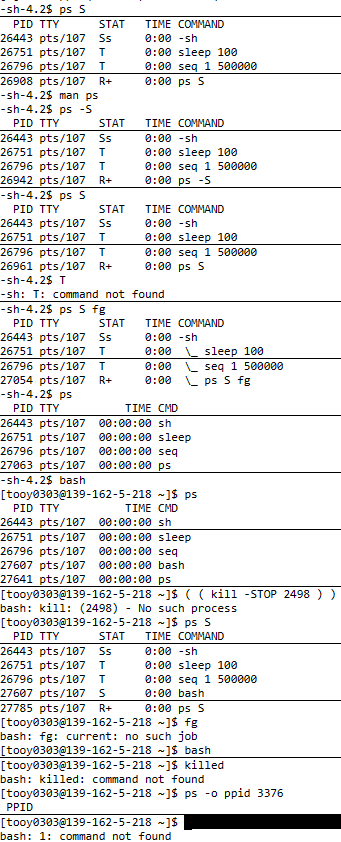 -sh-4.2$ ps S
  PID TTY      STAT   TIME COMMAND
26443 pts/107  Ss     0:00 -sh
26751 pts/107  T      0:00 sleep 100
26796 pts/107  T      0:00 seq 1 500000
26908 pts/107  R+     0:00 ps S
-sh-4.2$ man ps
-sh-4.2$ ps -S
  PID TTY      STAT   TIME COMMAND
26443 pts/107  Ss     0:00 -sh
26751 pts/107  T      0:00 sleep 100
26796 pts/107  T      0:00 seq 1 500000
26942 pts/107  R+     0:00 ps -S
-sh-4.2$ ps S
  PID TTY      STAT   TIME COMMAND
26443 pts/107  Ss     0:00 -sh
26751 pts/107  T      0:00 sleep 100
26796 pts/107  T      0:00 seq 1 500000
26961 pts/107  R+     0:00 ps S
-sh-4.2$ T
-sh: T: command not found
-sh-4.2$ ps S fg
  PID TTY      STAT   TIME COMMAND
26443 pts/107  Ss     0:00 -sh
26751 pts/107  T      0:00  \_ sleep 100
26796 pts/107  T      0:00  \_ seq 1 500000
27054 pts/107  R+     0:00  \_ ps S fg
-sh-4.2$ ps
  PID TTY          TIME CMD
26443 pts/107  00:00:00 sh
26751 pts/107  00:00:00 sleep
26796 pts/107  00:00:00 seq
27063 pts/107  00:00:00 ps
-sh-4.2$ bash
[tooy0303@139-162-5-218 ~]$ ps
  PID TTY          TIME CMD
26443 pts/107  00:00:00 sh
26751 pts/107  00:00:00 sleep
26796 pts/107  00:00:00 seq
27607 pts/107  00:00:00 bash
27641 pts/107  00:00:00 ps
[tooy0303@139-162-5-218 ~]$ ( ( kill -STOP 2498 ) )
bash: kill: (2498) - No such process
[tooy0303@139-162-5-218 ~]$ ps S
  PID TTY      STAT   TIME COMMAND
26443 pts/107  Ss     0:00 -sh
26751 pts/107  T      0:00 sleep 100
26796 pts/107  T      0:00 seq 1 500000
27607 pts/107  S      0:00 bash
27785 pts/107  R+     0:00 ps S
[tooy0303@139-162-5-218 ~]$ fg
bash: fg: current: no such job
[tooy0303@139-162-5-218 ~]$ bash
[tooy0303@139-162-5-218 ~]$ killed
bash: killed: command not found
[tooy0303@139-162-5-218 ~]$ ps -o ppid 3376
 PPID
[tooy0303@139-162-5-218 ~]$
bash: 1: command not found